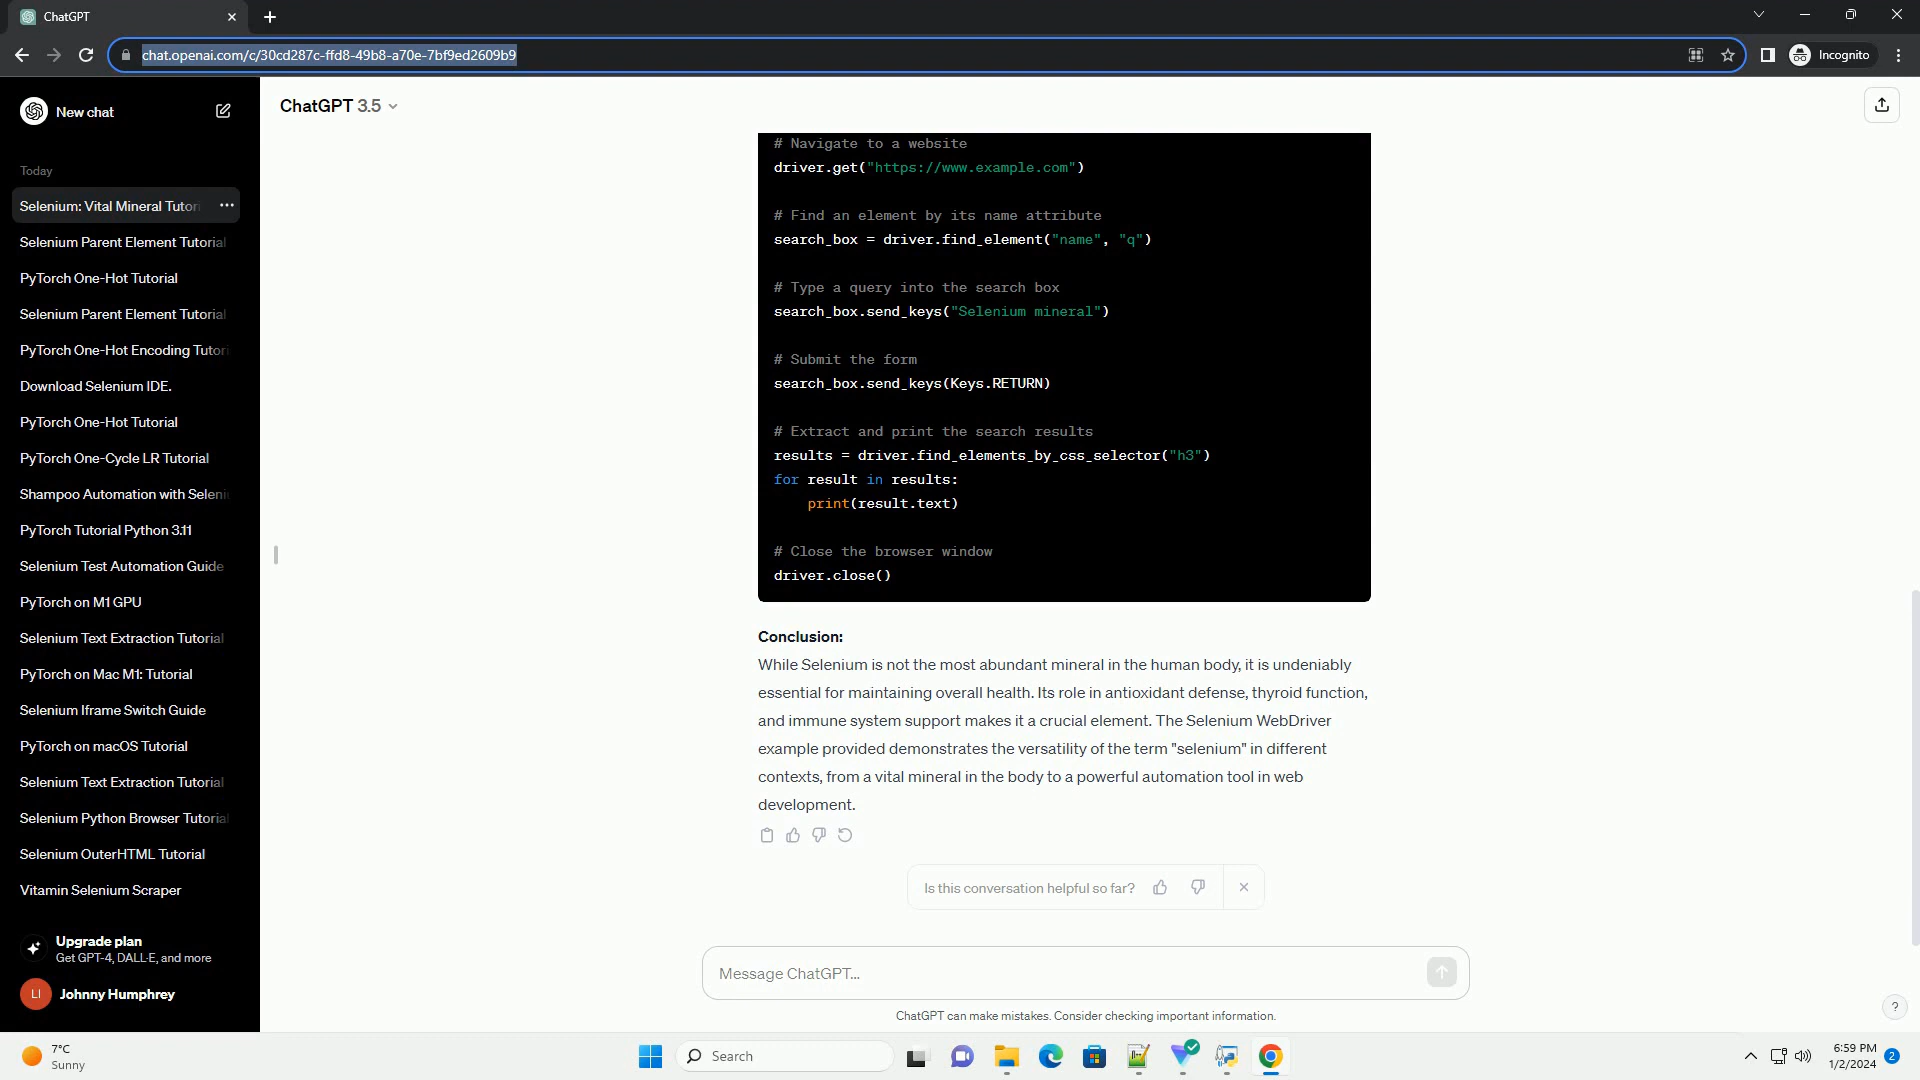 ChatGPT
chat.openai.com/c/30cd287c-ffd8-49b8-a70e-7bf9ed2609b9
Incognito
New chat
ChatGPT 3.5
Today
Selenium: Vital Mineral Tutori
Selenium Parent Element Tutorial
PyTorch One-Hot Tutorial
Selenium Parent Element Tutorial
PyTorch One-Hot Encoding Tutori
Download Selenium IDE.
PyTorch One-Hot Tutorial
PyTorch One-Cycle LR Tutorial
Shampoo Automation with Seleni
PyTorch Tutorial Python 3.11
Selenium Test Automation Guide
PyTorch on M1 GPU
Selenium Text Extraction Tutorial
PyTorch on Mac M1: Tutorial
Selenium Iframe Switch Guide
PyTorch on macOS Tutorial
Selenium Text Extraction Tutorial
Selenium Python Browser Tutorial
Selenium OuterHTML Tutorial
Vitamin Selenium Scraper
Upgrade plan
Get GPT-4, DALL·E, and more
LI
Johnny Humphrey
# Navigate to a website
driver.get("https://www.example.com")
# Find an element by its name attribute
search_box = driver.find_element("name", "q")
# Type a query into the search box
search_box.send_keys("Selenium mineral")
# Submit the form
search_box.send_keys(Keys.RETURN)
# Extract and print the search results
results = driver.find_elements_by_css_selector("h3")
for result in results:
print(result.text)
# Close the browser window
driver.close()
Conclusion:
While Selenium is not the most abundant mineral in the human body, it is undeniably
essential for maintaining overall health. Its role in antioxidant defense, thyroid function,
and immune system support makes it a crucial element. The Selenium WebDriver
example provided demonstrates the versatility of the term "selenium" in different
contexts, from a vital mineral in the body to a powerful automation tool in web
development.
Is this conversation helpful so far?
Message ChatGPT...
ChatGPT can make mistakes. Consider checking important information.
?
7°C
Sunny
Search
6:59 PM
1/2/2024
2